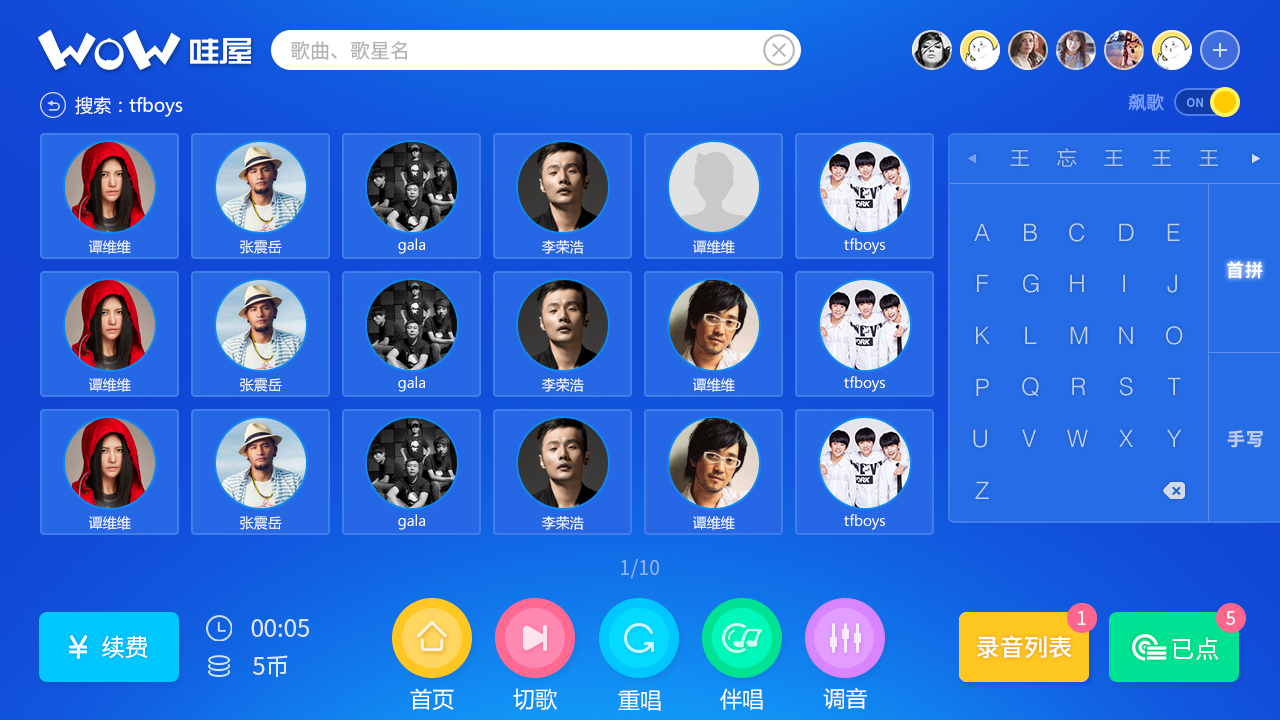 WOW 哇屋
歌曲、歌星名
搜索：tfboys
飙歌 ON
谭维维 张震岳 gala 李荣浩 谭维维 tfboys
谭维维 张震岳 gala 李荣浩 谭维维 tfboys
谭维维 张震岳 gala 李荣浩 谭维维 tfboys
王 忘 王 王 王
A B C D E
F G H I J
K L M N O
P Q R S T
U V W X Y
Z
首拼
手写
1/10
¥ 续费
00:05
5币
首页 切歌 重唱 伴唱 调音
录音列表 1
已点 5